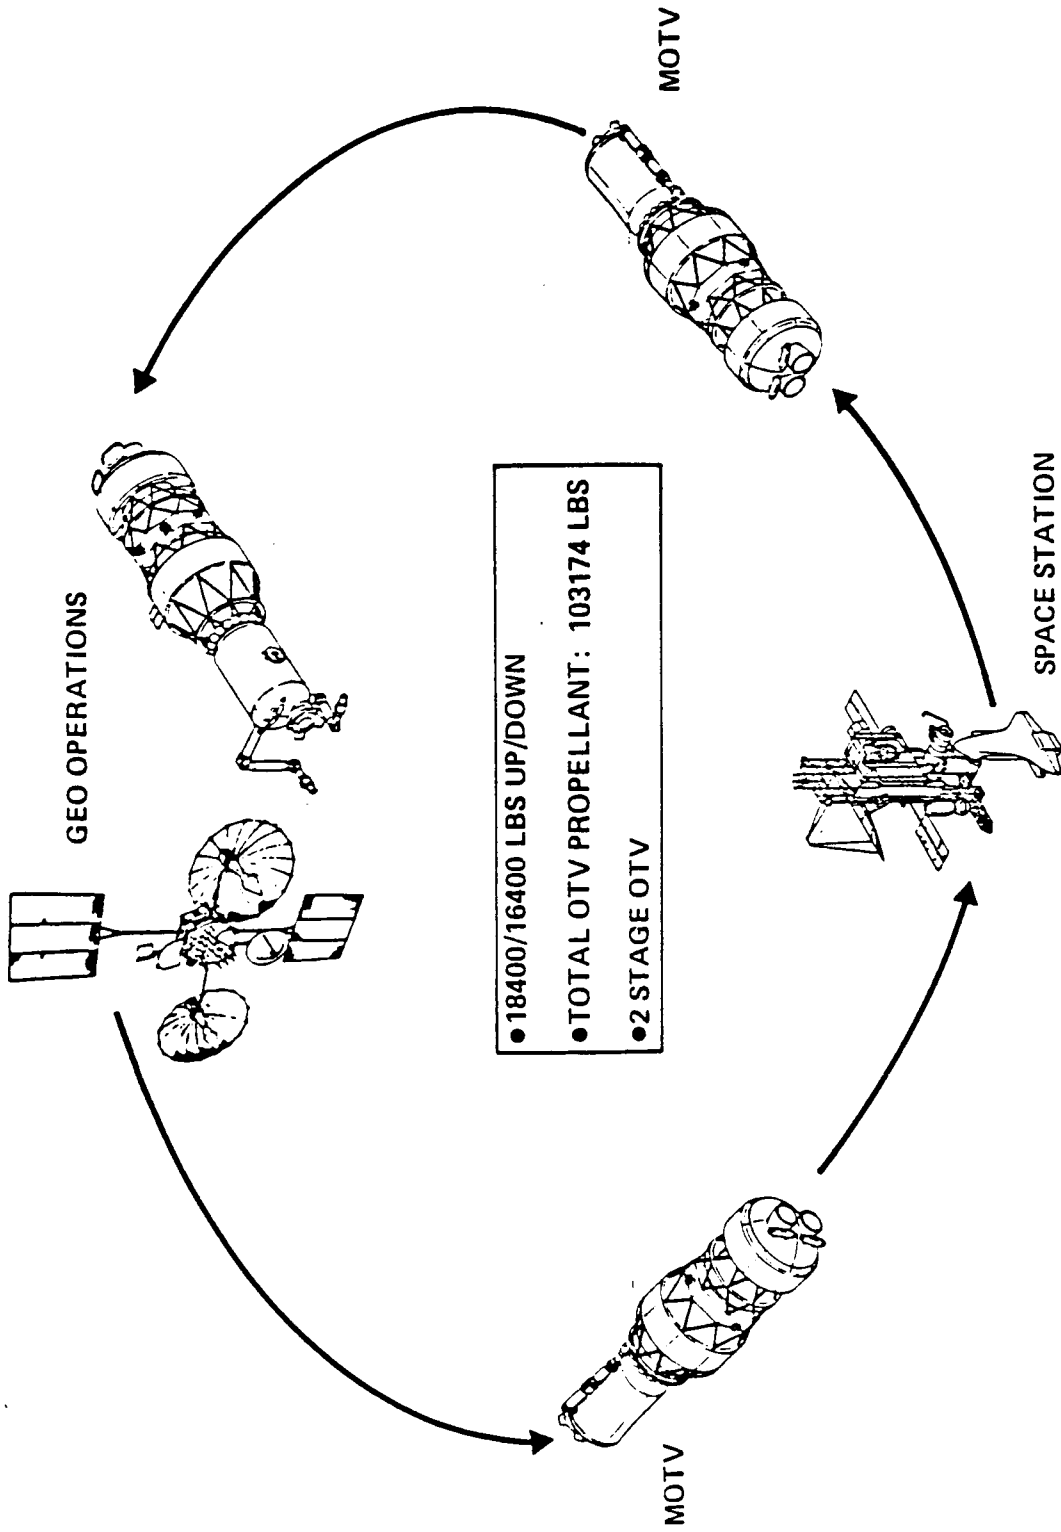 GEO OPERATIONS
MOTV
MOTV
●18400/16400 LBS UP/DOWN
●TOTAL OTV PROPELLANT: 103174 LBS
●2 STAGE OTV
SPACE STATION